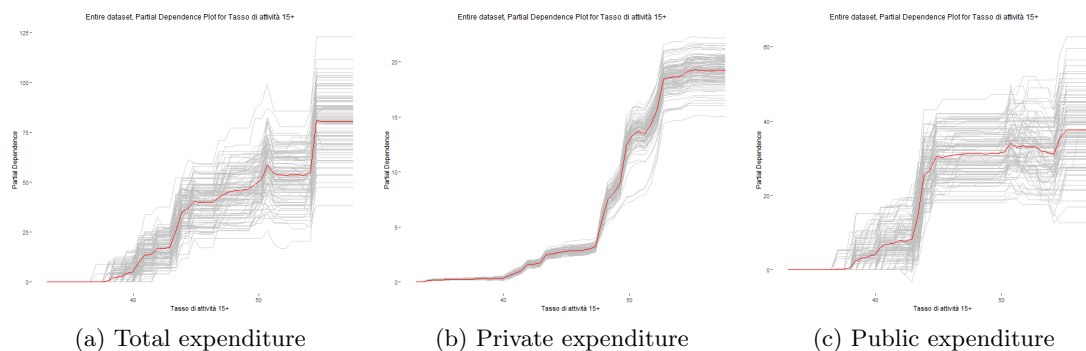 Entire dataset, Partial Dependence Plot for Tasso di attività 15+
125
100
75
50
25
0
Partial Dependence
40
50
Tasso di attività 15+
(a) Total expenditure
Entire dataset, Partial Dependence Plot for Tasso di attività 15+
20
15
10
5
0
Partial Dependence
40
50
Tasso di attività 15+
(b) Private expenditure
Entire dataset, Partial Dependence Plot for Tasso di attività 15+
60
40
20
0
Partial Dependence
40
50
Tasso di attività 15+
(c) Public expenditure